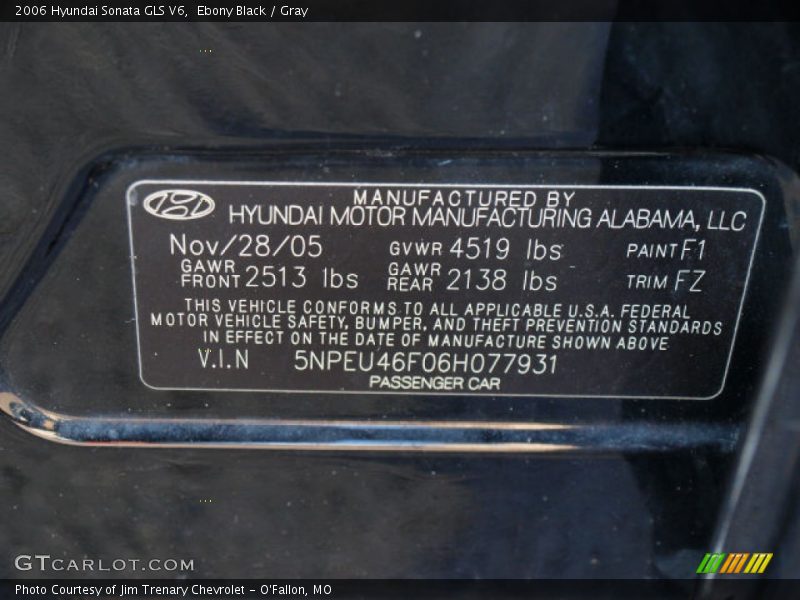 2006 Hyundai Sonata GLS V6, Ebony Black / Gray
MANUFACTURED BY
HYUNDAI MOTOR MANUFACTURING ALABAMA, LLC
Nov/28/05 GVWR 4519 lbs PAINT F1
GAWR FRONT 2513 lbs GAWR REAR 2138 lbs TRIM FZ
THIS VEHICLE CONFORMS TO ALL APPLICABLE U.S.A. FEDERAL
MOTOR VEHICLE SAFETY, BUMPER, AND THEFT PREVENTION STANDARDS
IN EFFECT ON THE DATE OF MANUFACTURE SHOWN ABOVE
V.I.N 5NPEU46F06H077931
PASSENGER CAR
GTCARLOT.COM
Photo Courtesy of Jim Trenary Chevrolet - O'Fallon, MO